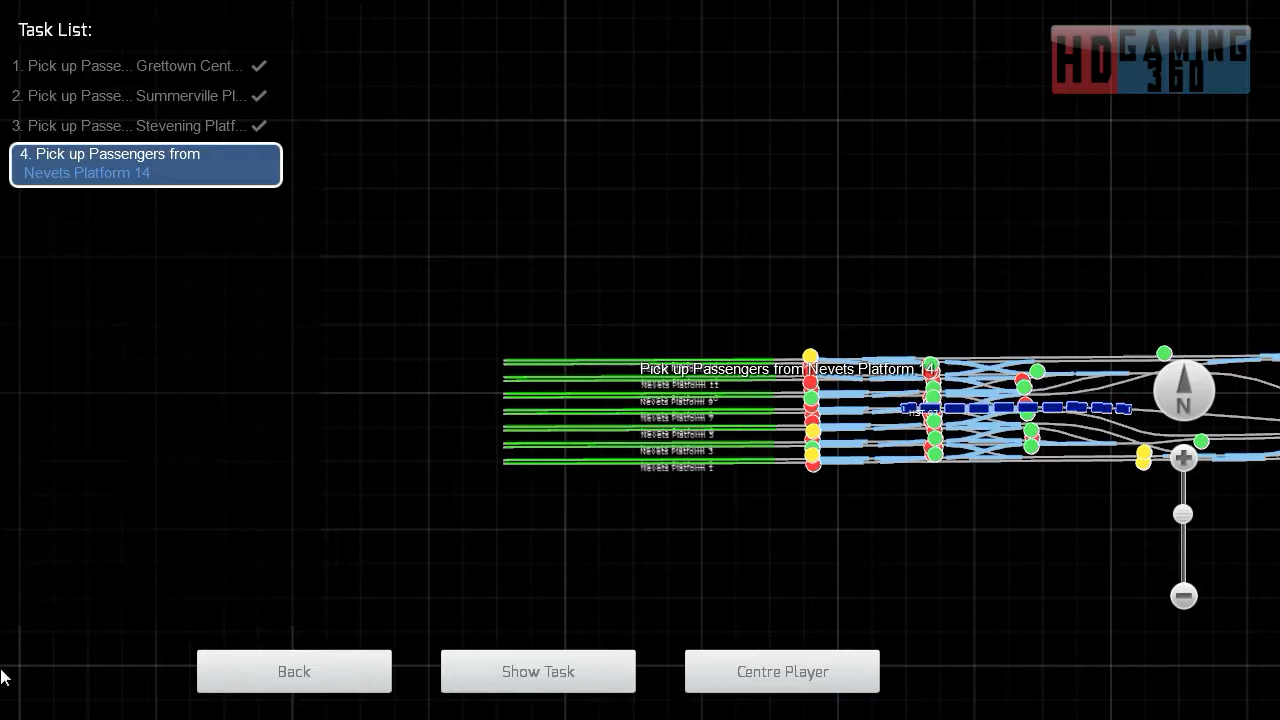 Task List:
1. Pick up Passe... Grettown Cent...
2. Pick up Passe... Summerville Pl...
3. Pick up Passe... Stevening Platf...
4. Pick up Passengers from
Nevets Platform 14
HD GAMING
360
Pick up Passengers from Nevets Platform 14
Nevets Platform 11
Nevets Platform 9
Nevets Platform 7
Nevets Platform 5
Nevets Platform 3
Nevets Platform 1
N
Back
Show Task
Centre Player